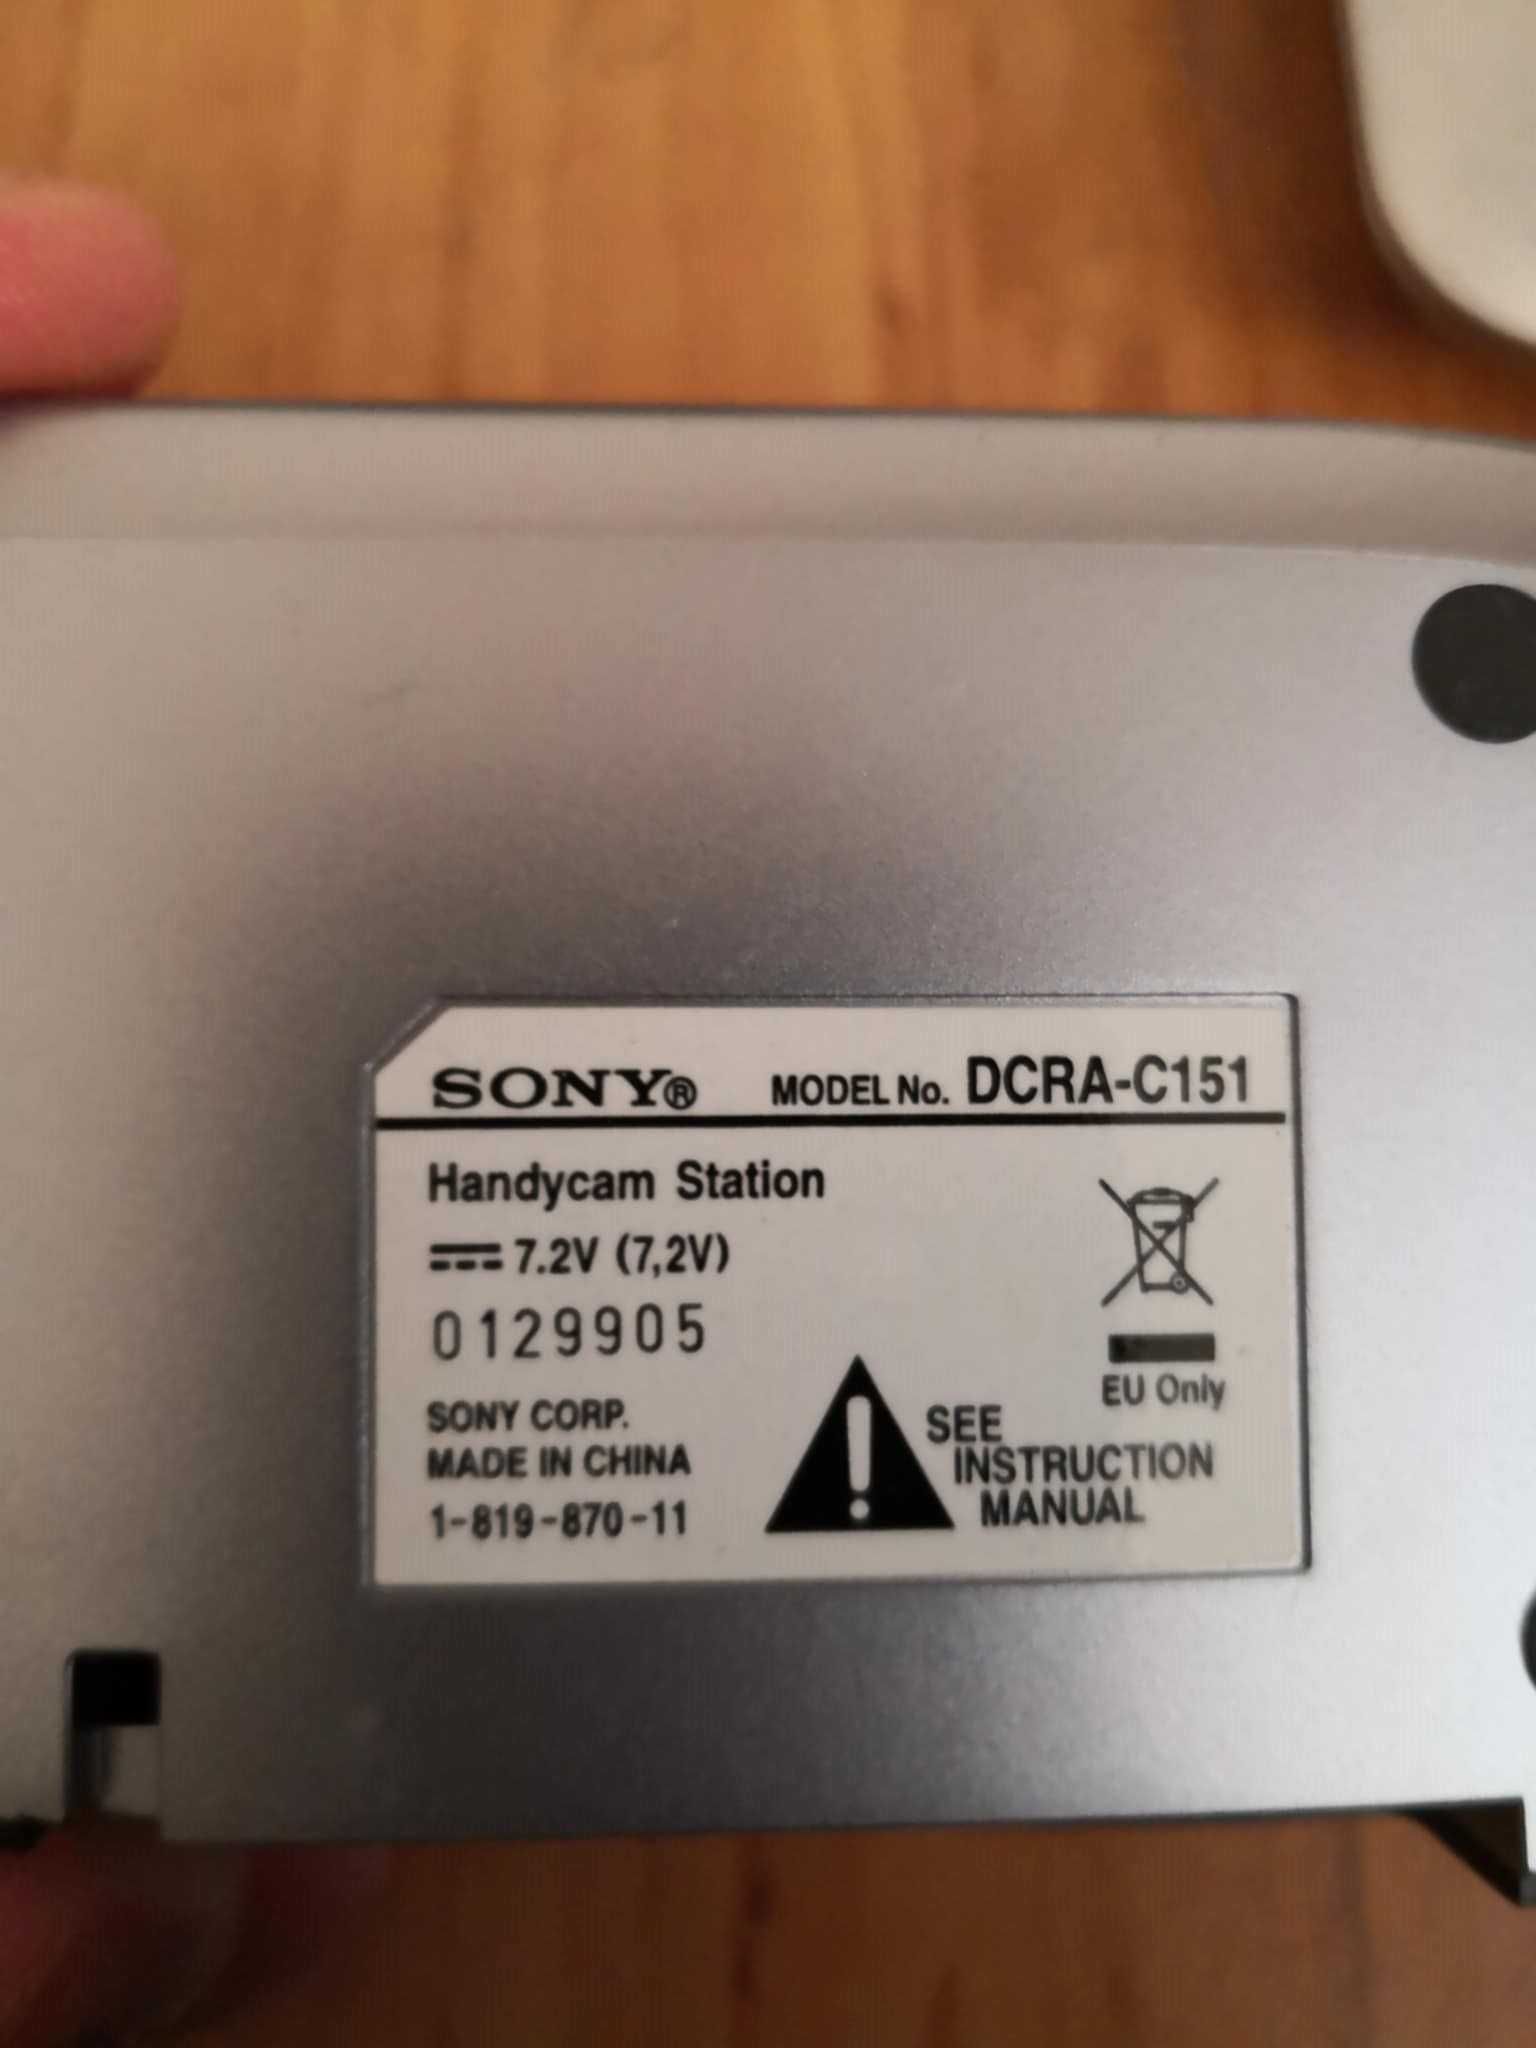 SONY® MODEL No. DCRA-C151
Handycam Station
7.2V (7,2V)
0129905
EU Only
SONY CORP.
MADE IN CHINA
1-819-870-11
!
SEE
INSTRUCTION
MANUAL